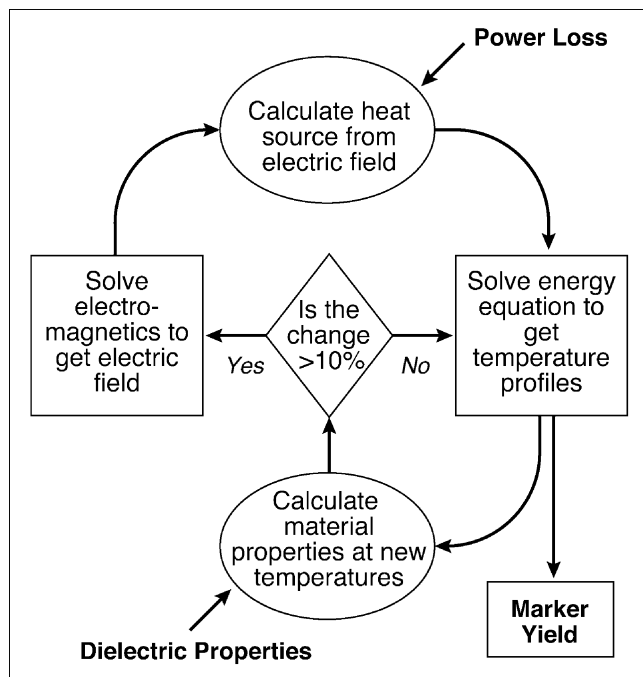 Power Loss
Calculate heat
source from
electric field
Solve
electro-
magnetics to
get electric
field
Is the
change
>10%
Yes
No
Solve energy
equation to
get
temperature
profiles
Calculate
material
properties at new
temperatures
Marker
Yield
Dielectric Properties